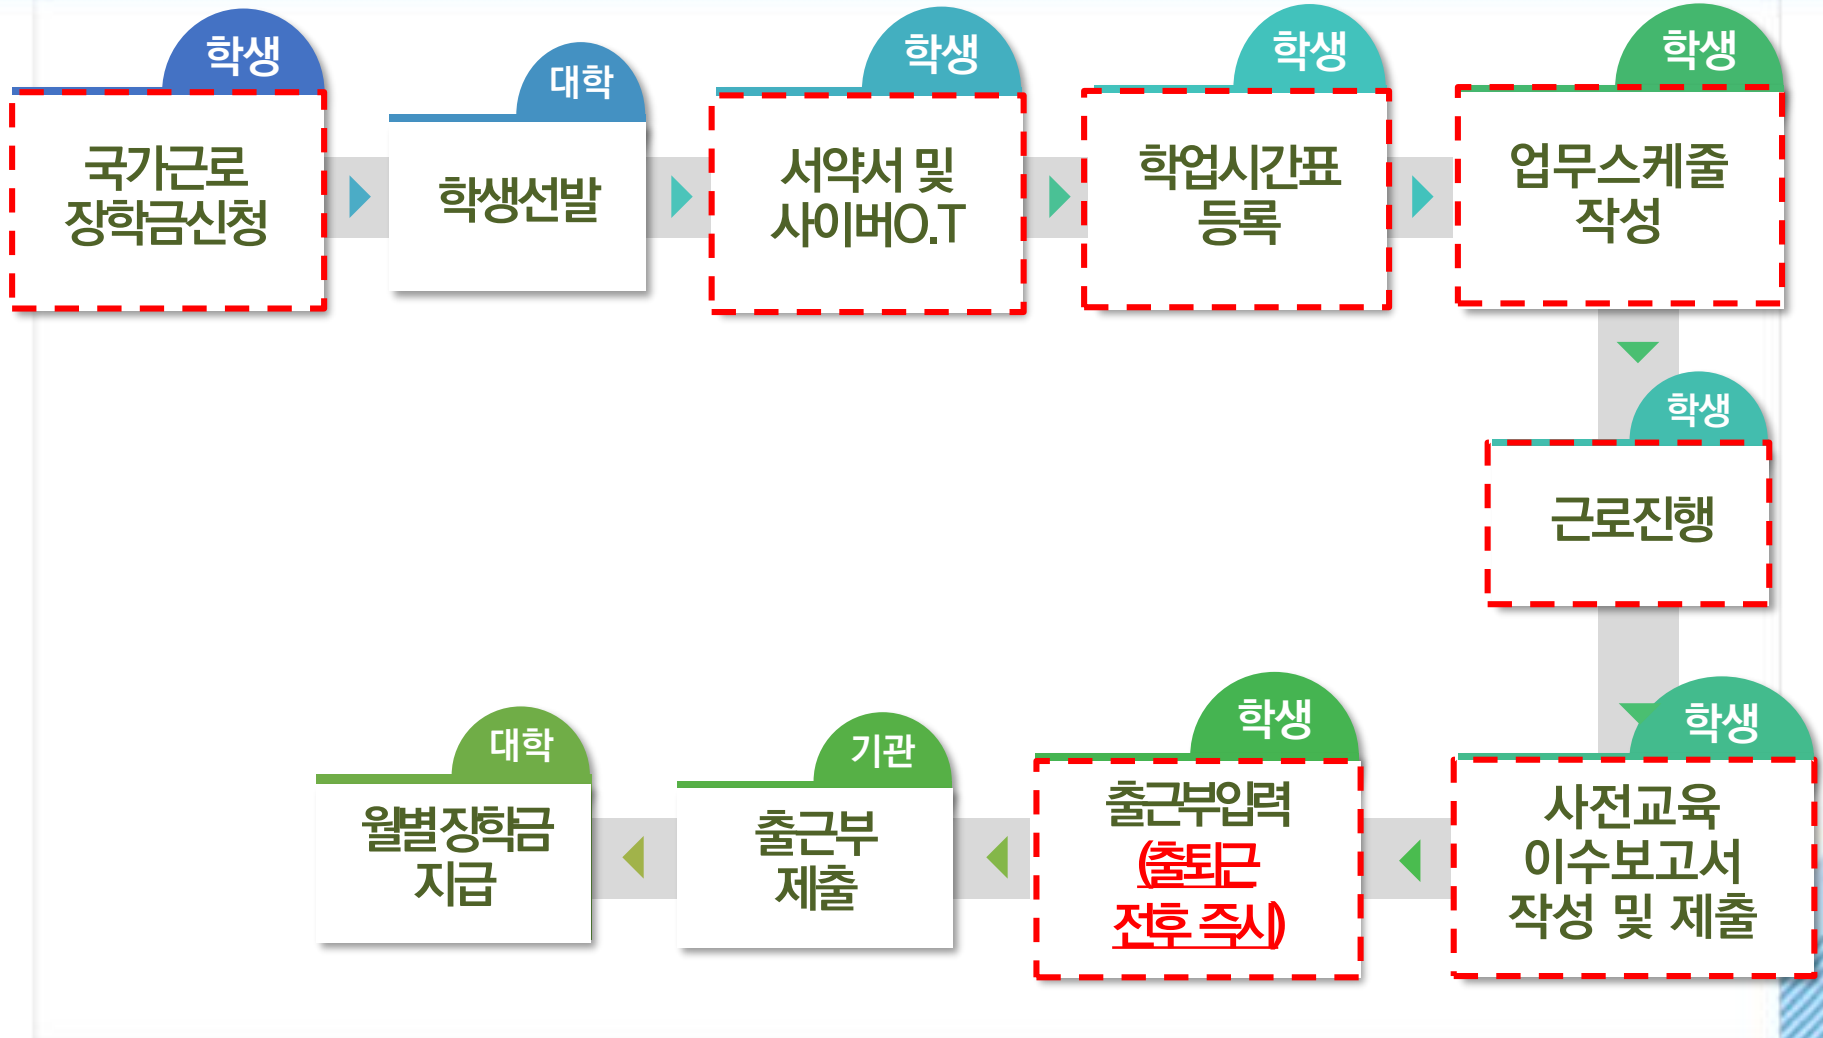 학생
국가근로
장학금신청
대학
학생선발
학생
서약서 및
사이버O.T
학생
학업시간표
등록
학생
업무스케줄
작성
학생
근로진행
학생
사전교육
이수보고서
작성 및 제출
학생
출근부입력
(출퇴근
전후 즉시)
기관
출근부
제출
대학
월별 장학금
지급